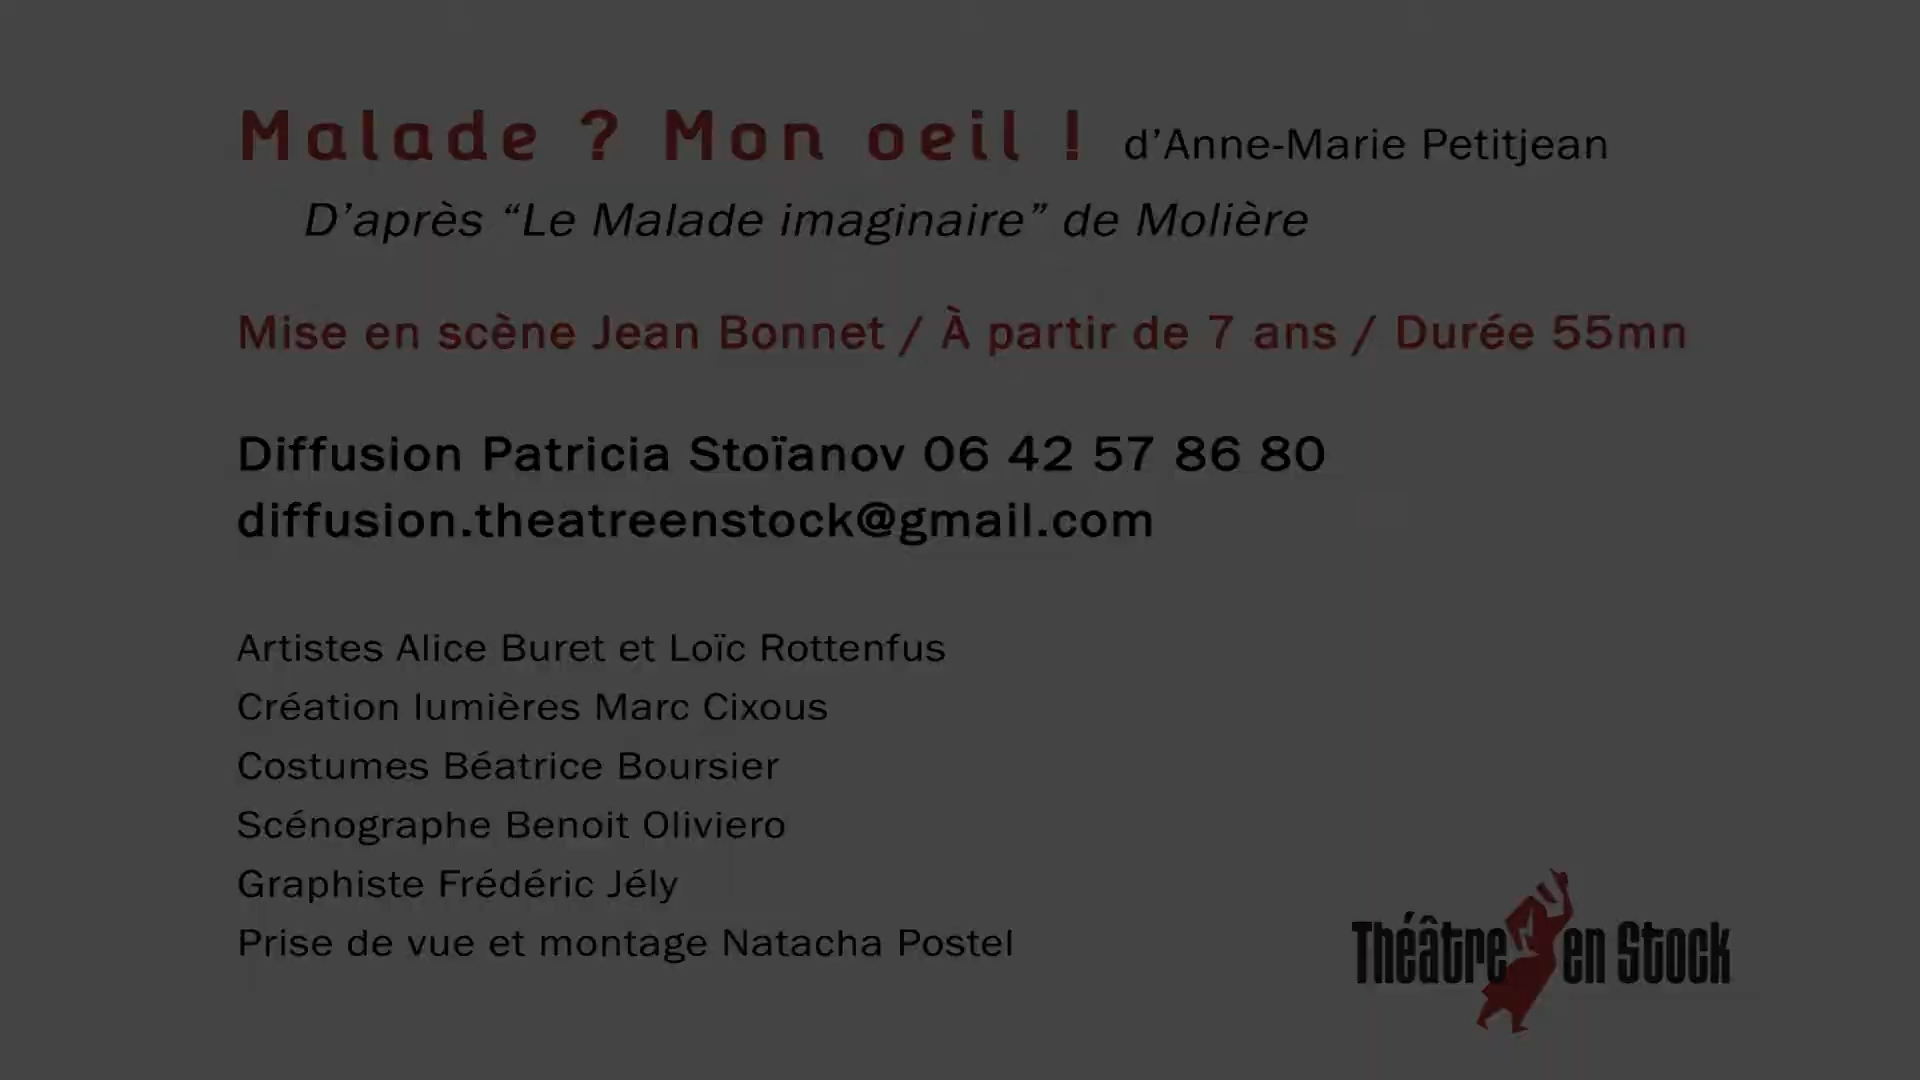 Malade ? Mon oeil ! d’Anne-Marie Petitjean
D’après “Le Malade imaginaire” de Molière
Mise en scène Jean Bonnet / À partir de 7 ans / Durée 55mn
Diffusion Patricia Stoïanov 06 42 57 86 80
diffusion.theatreenstock@gmail.com
Artistes Alice Buret et Loïc Rottenfus
Création lumières Marc Cixous
Costumes Béatrice Boursier
Scénographe Benoit Oliviero
Graphiste Frédéric Jély
Prise de vue et montage Natacha Postel
Théâtre en Stock